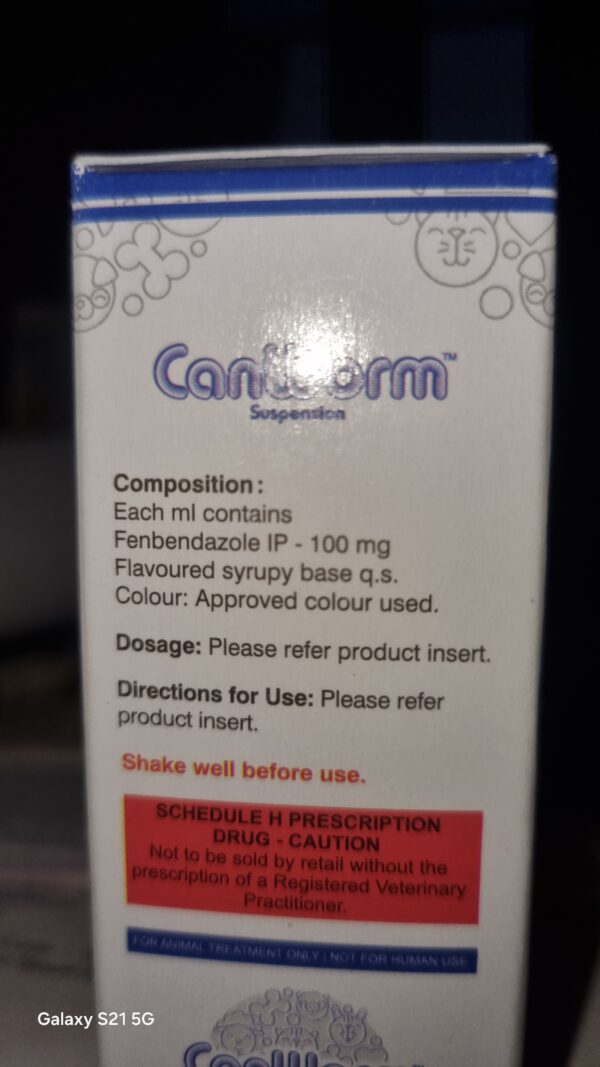 CaniWorm™
Suspension
Composition:
Each ml contains
Fenbendazole IP - 100 mg
Flavoured syrupy base q.s.
Colour: Approved colour used.
Dosage: Please refer product insert.
Directions for Use: Please refer
product insert.
Shake well before use.
SCHEDULE H PRESCRIPTION
DRUG - CAUTION
Not to be sold by retail without the
prescription of a Registered Veterinary
Practitioner.
FOR ANIMAL TREATMENT ONLY | NOT FOR HUMAN USE
Galaxy S21 5G